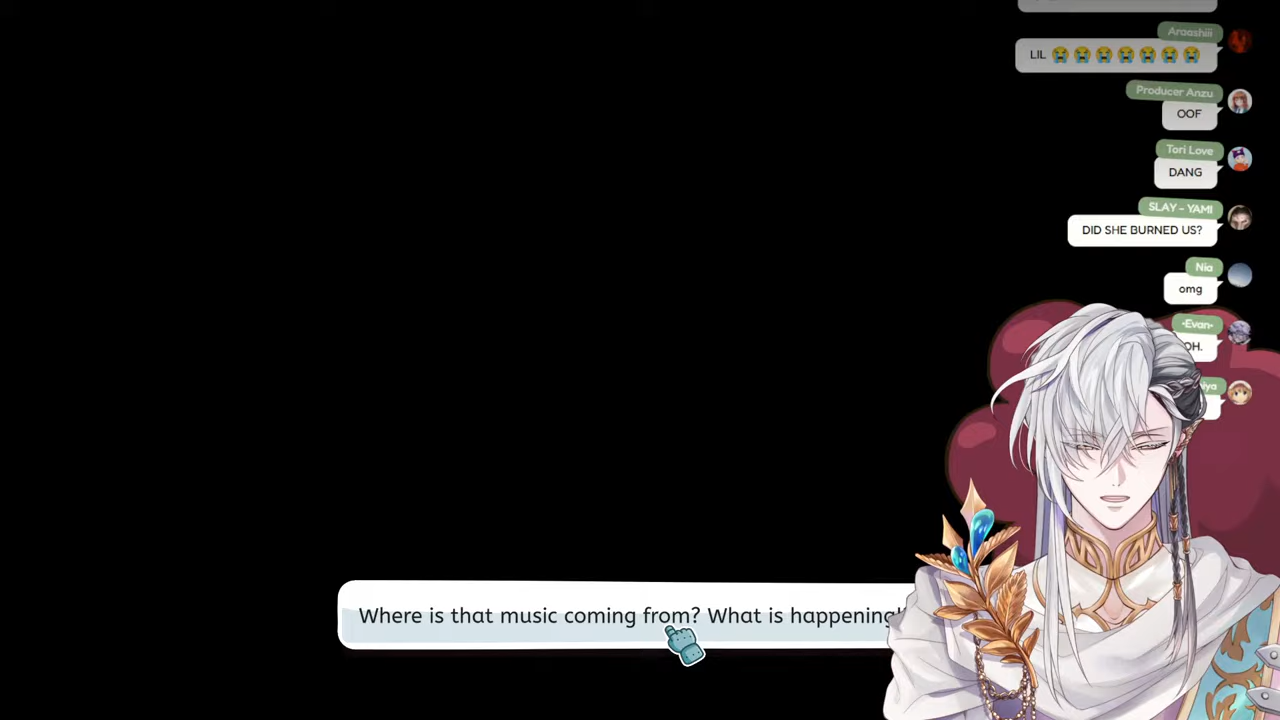 Araashiii
LIL 😭😭😭😭😭😭😭
Producer Anzu
OOF
Tori Love
DANG
SLAY - YAMI
DID SHE BURNED US?
Nia
omg
-Evan-
OH.
Where is that music coming from? What is happening